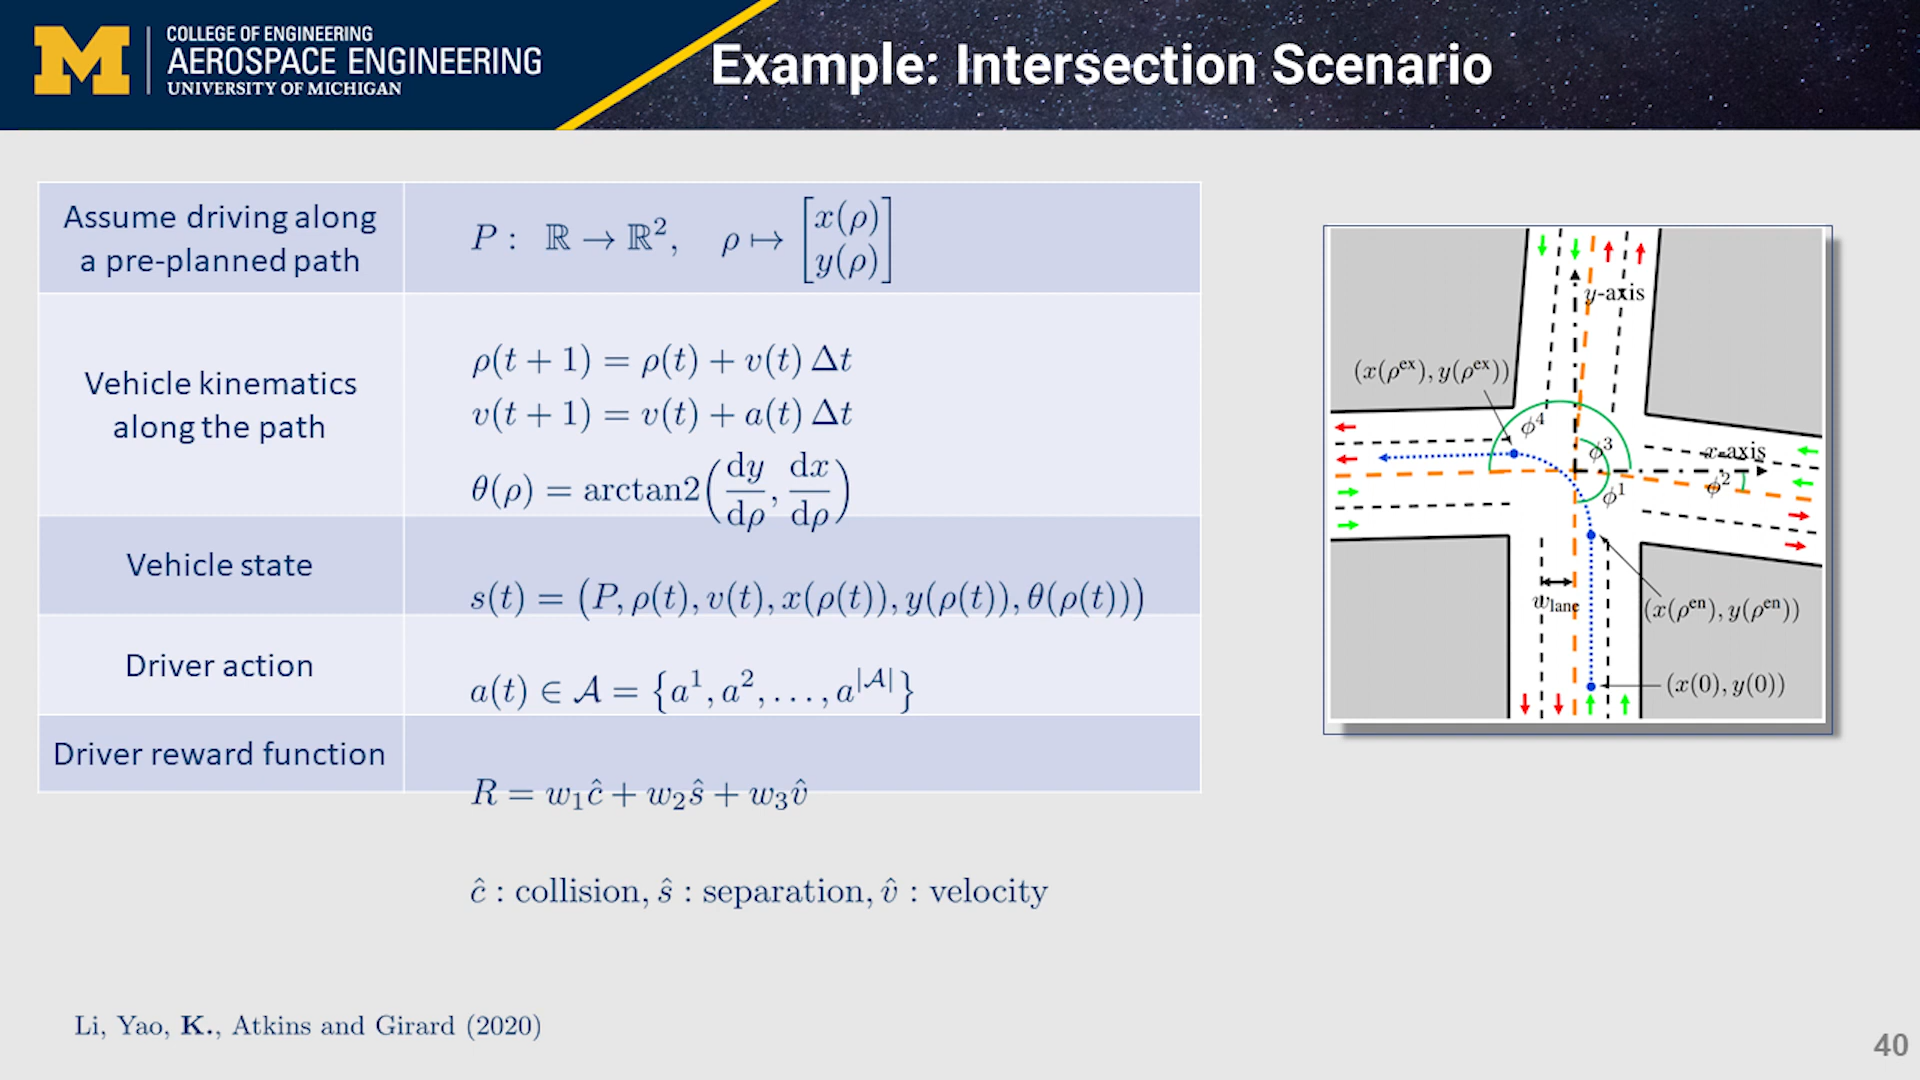 COLLEGE OF ENGINEERING
AEROSPACE ENGINEERING
UNIVERSITY OF MICHIGAN
Example: Intersection Scenario
Assume driving along
a pre-planned path
P : ℝ → ℝ², ρ ↦ [x(ρ) y(ρ)]
Vehicle kinematics
along the path
ρ(t + 1) = ρ(t) + v(t) Δt
v(t + 1) = v(t) + a(t) Δt
θ(ρ) = arctan2(dy/dρ, dx/dρ)
Vehicle state
s(t) = (P, ρ(t), v(t), x(ρ(t)), y(ρ(t)), θ(ρ(t)))
Driver action
a(t) ∈ 𝒜 = {a¹, a², . . . , a^|𝒜|}
Driver reward function
R = w₁ĉ + w₂ŝ + w₃v̂
ĉ : collision, ŝ : separation, v̂ : velocity
y-axis
(x(ρ^ex), y(ρ^ex))
ϕ⁴
ϕ³
x-axis
ϕ²
ϕ¹
w_lane
(x(ρ^en), y(ρ^en))
(x(0), y(0))
Li, Yao, K., Atkins and Girard (2020)
40